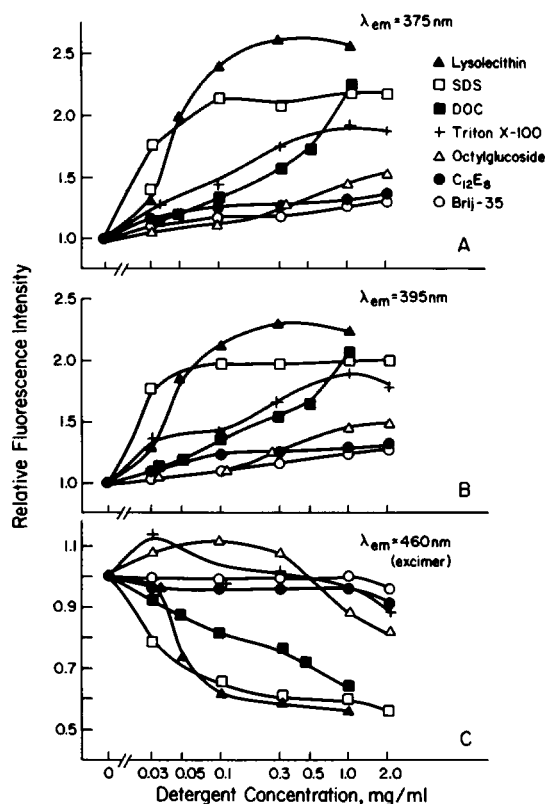 λem = 375 nm
2.5
2.0
1.5
1.0
A
Lysolecithin
SDS
DOC
Triton X-100
Octylglucoside
C12E8
Brij-35
λem = 395 nm
2.5
2.0
1.5
1.0
B
Relative Fluorescence Intensity
λem = 460 nm
(excimer)
1.1
0.9
0.7
0.5
C
0 0.03 0.05 0.1 0.3 0.5 1.0 2.0
Detergent Concentration, mg/ml